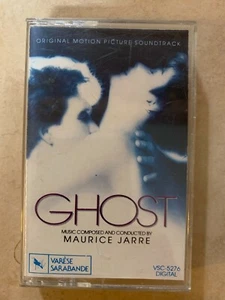 ORIGINAL MOTION PICTURE SOUNDTRACK
GHOST
MUSIC COMPOSED AND CONDUCTED BY
MAURICE JARRE
VARÈSE
SARABANDE
VSC-5276
DIGITAL